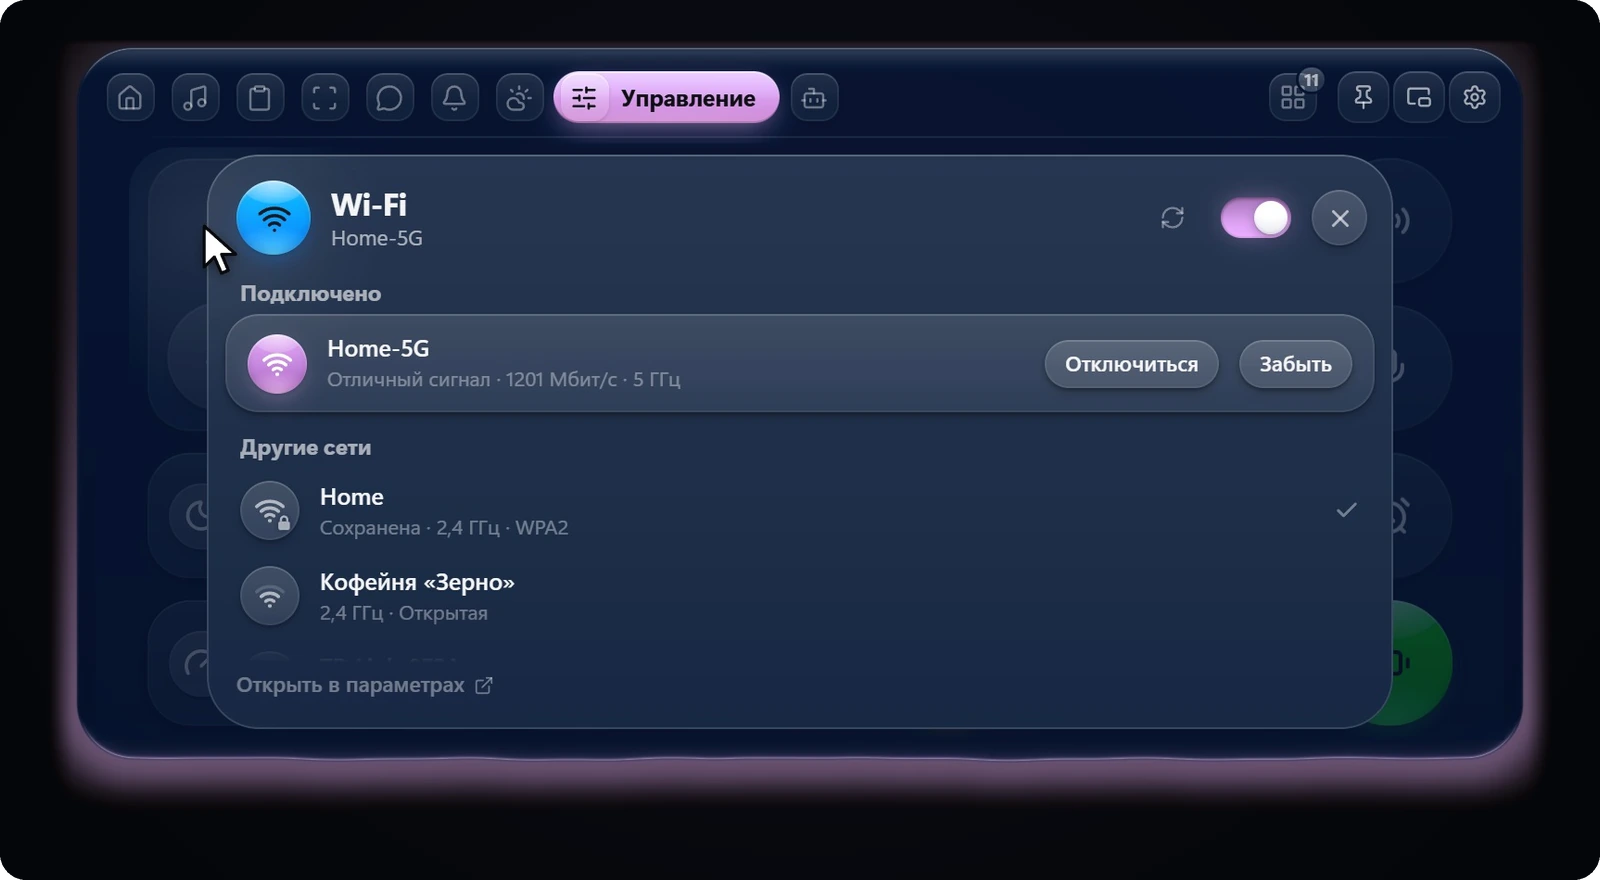 Управление
11
Wi-Fi
Home-5G
Подключено
Home-5G
Отличный сигнал · 1201 Мбит/с · 5 ГГц
Отключиться
Забыть
Другие сети
Home
Сохранена · 2,4 ГГц · WPA2
Кофейня «Зерно»
2,4 ГГц · Открытая
Открыть в параметрах